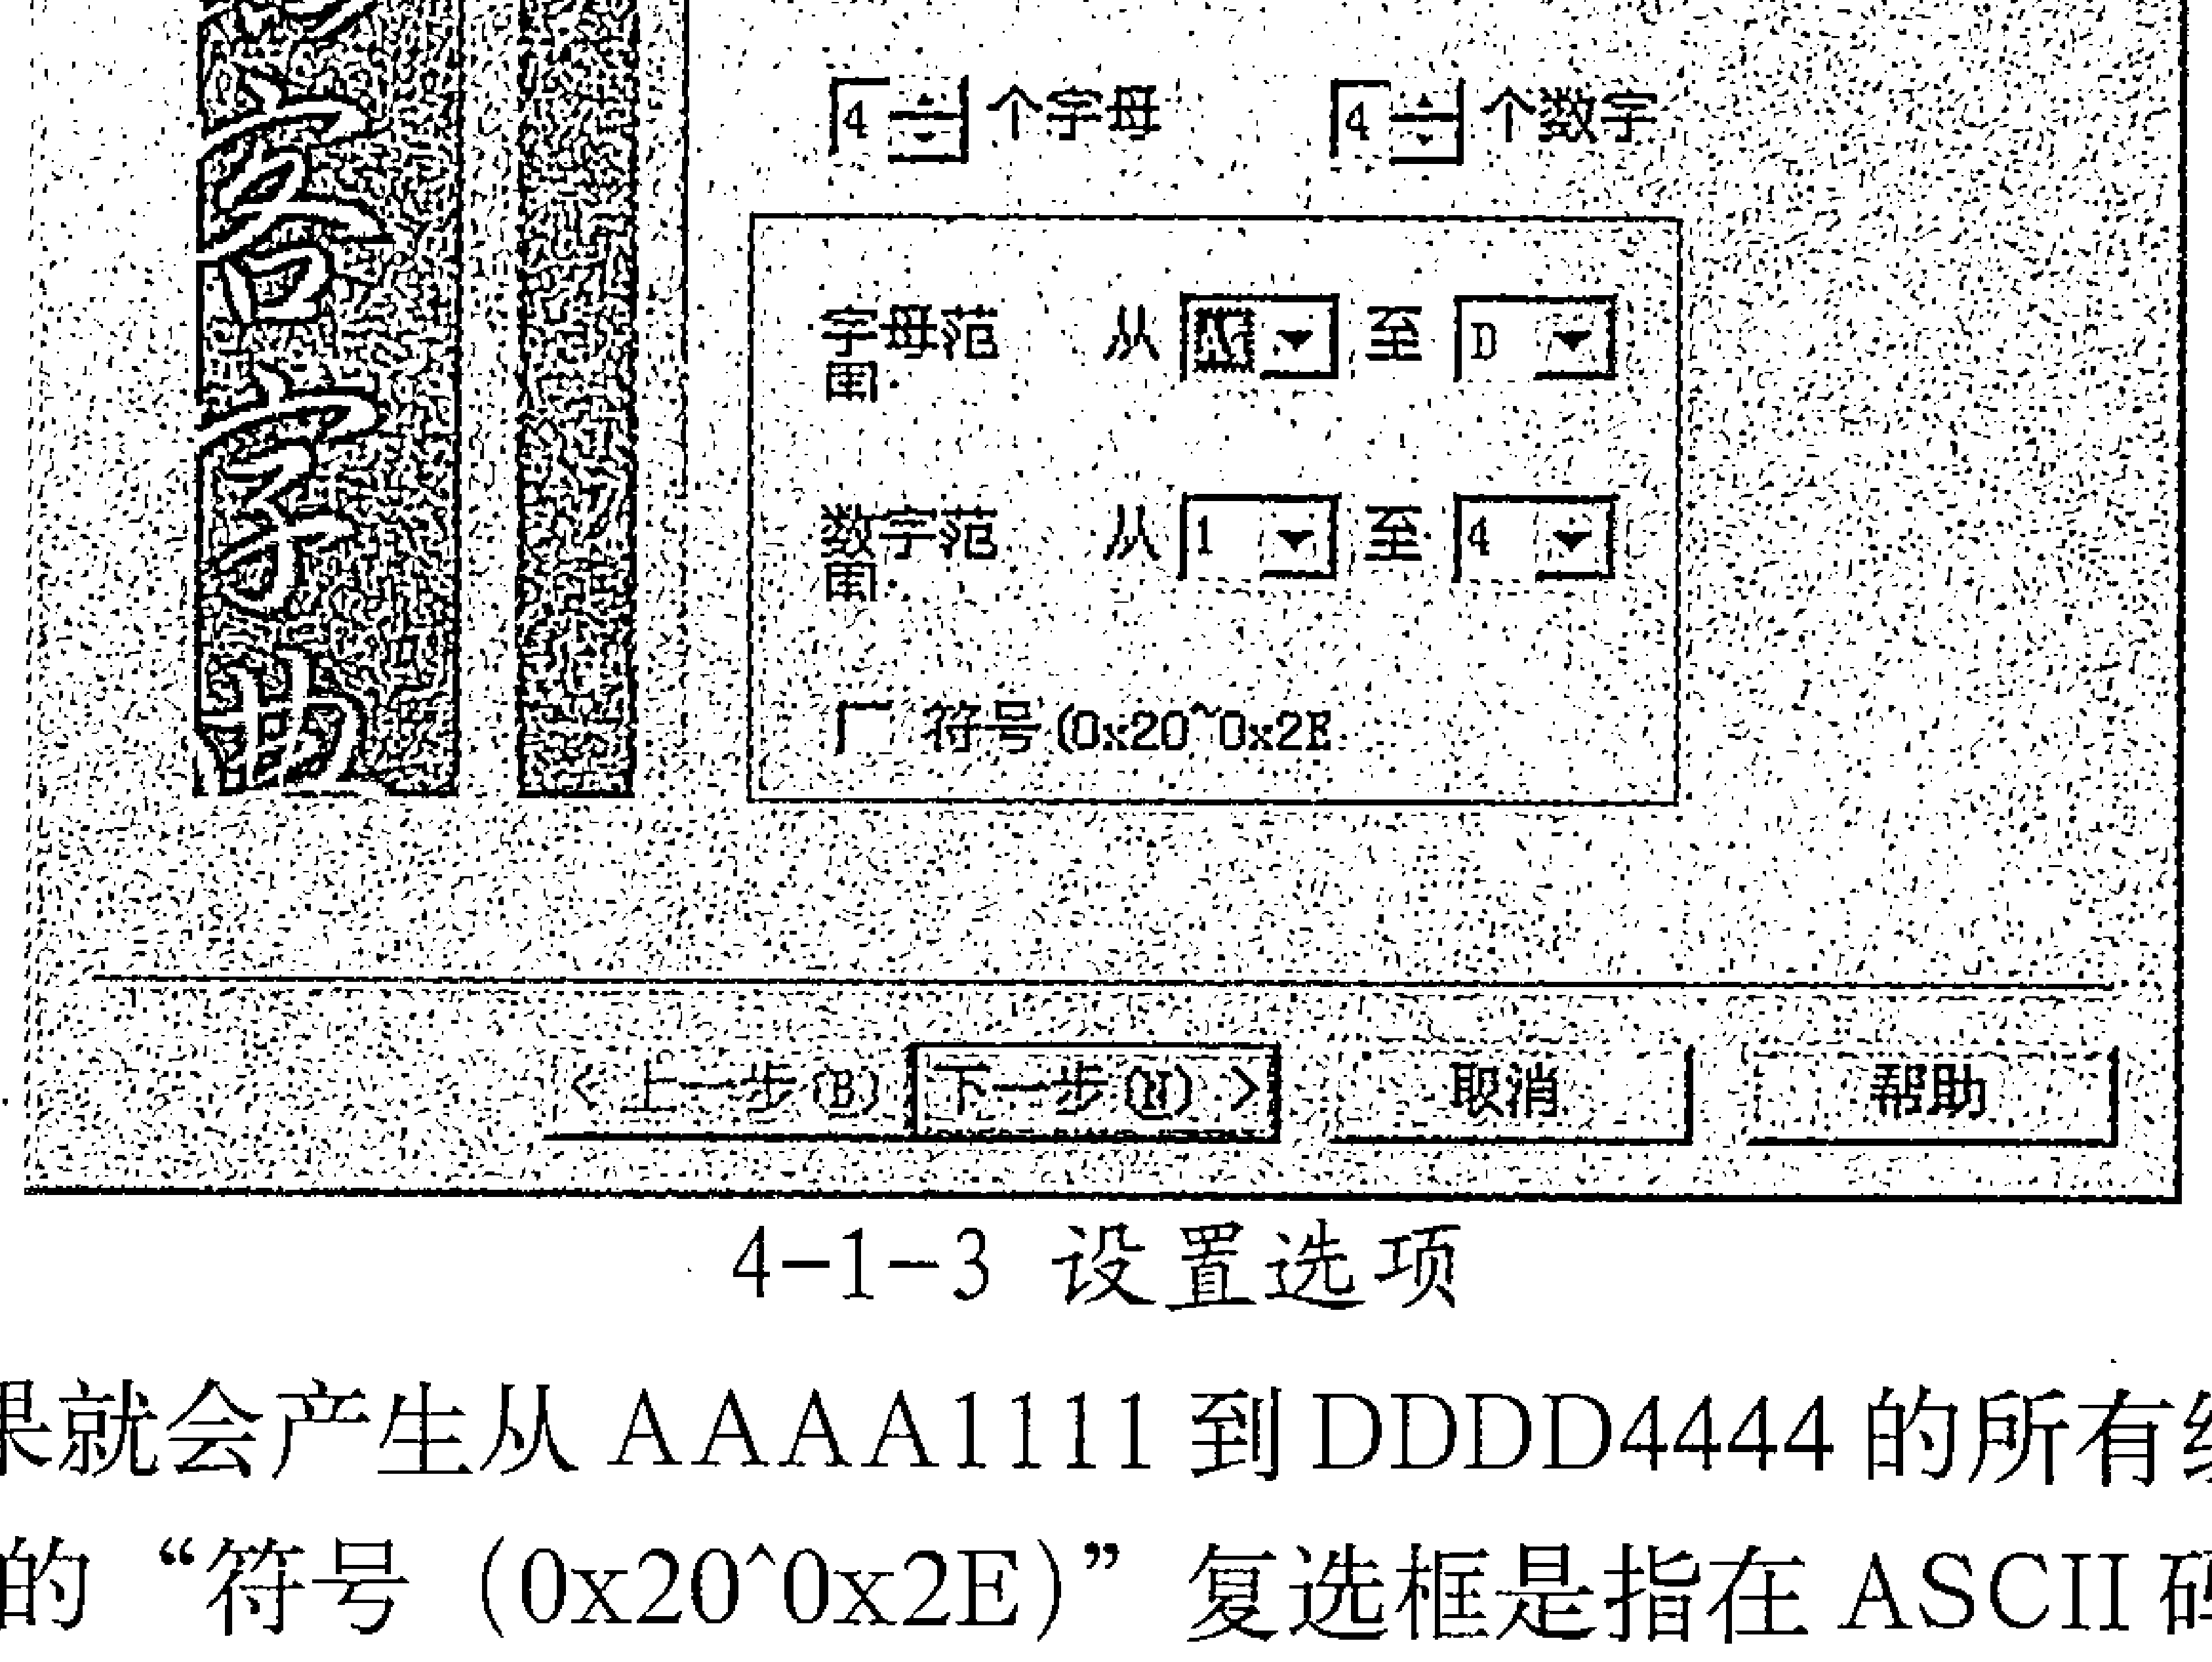 4 个字母 4 个数字
字母范 从 A 至 D
围:
数字范 从 1 至 4
围:
符号(0x20~0x2E
客
字
助
< 上一步(B) 下一步(N) > 取消 帮助
4-1-3 设置选项
果就会产生从 AAAA1111 到 DDDD4444 的所有
的“符号（0x20^0x2E）”复选框是指在 ASCII 码